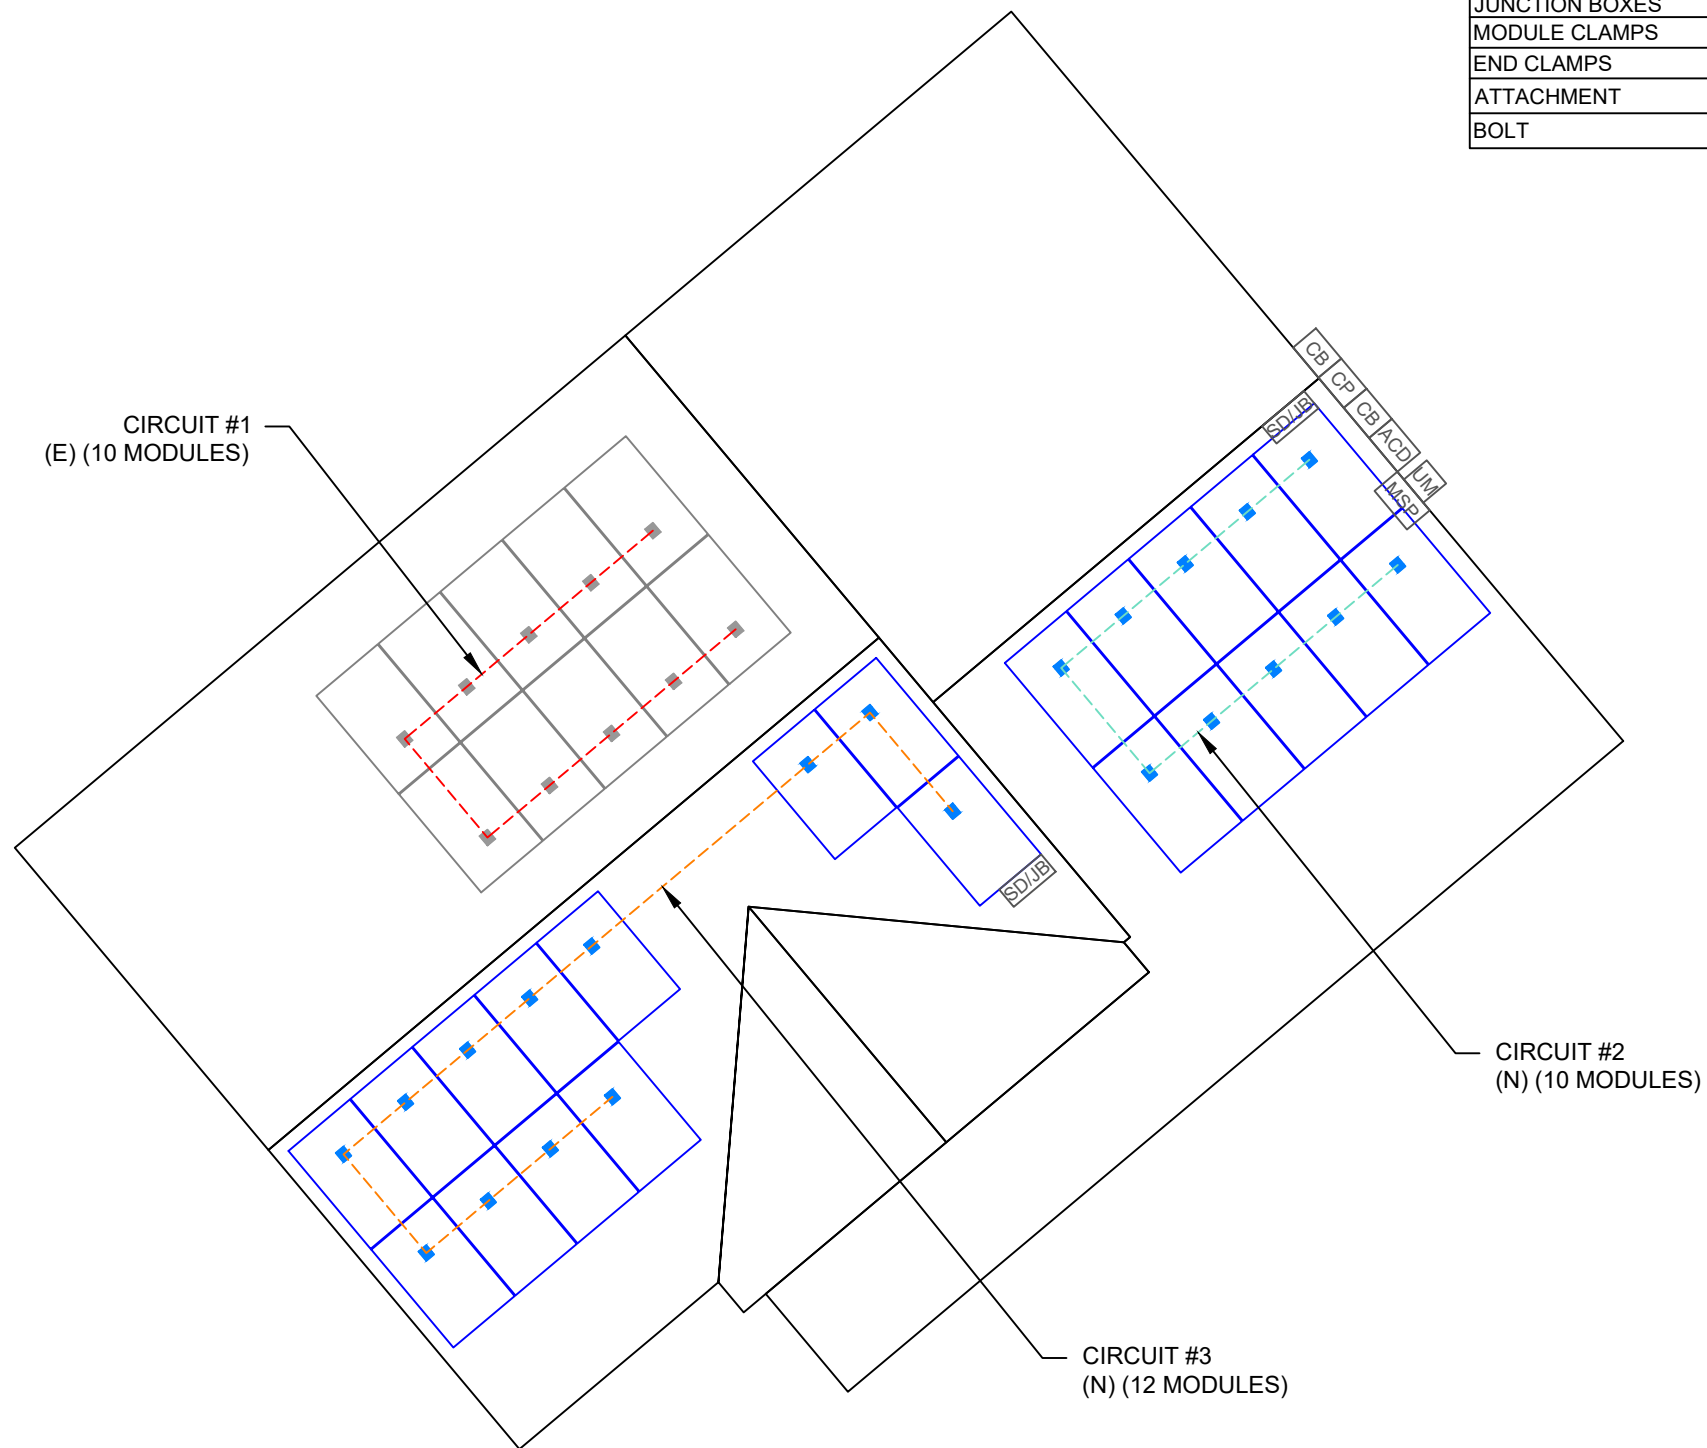 JUNCTION BOXES
MODULE CLAMPS
END CLAMPS
ATTACHMENT
BOLT
CB
CP
CB
ACD
UM
MSP
SD/JB
CIRCUIT #1
(E) (10 MODULES)
SD/JB
CIRCUIT #2
(N) (10 MODULES)
CIRCUIT #3
(N) (12 MODULES)